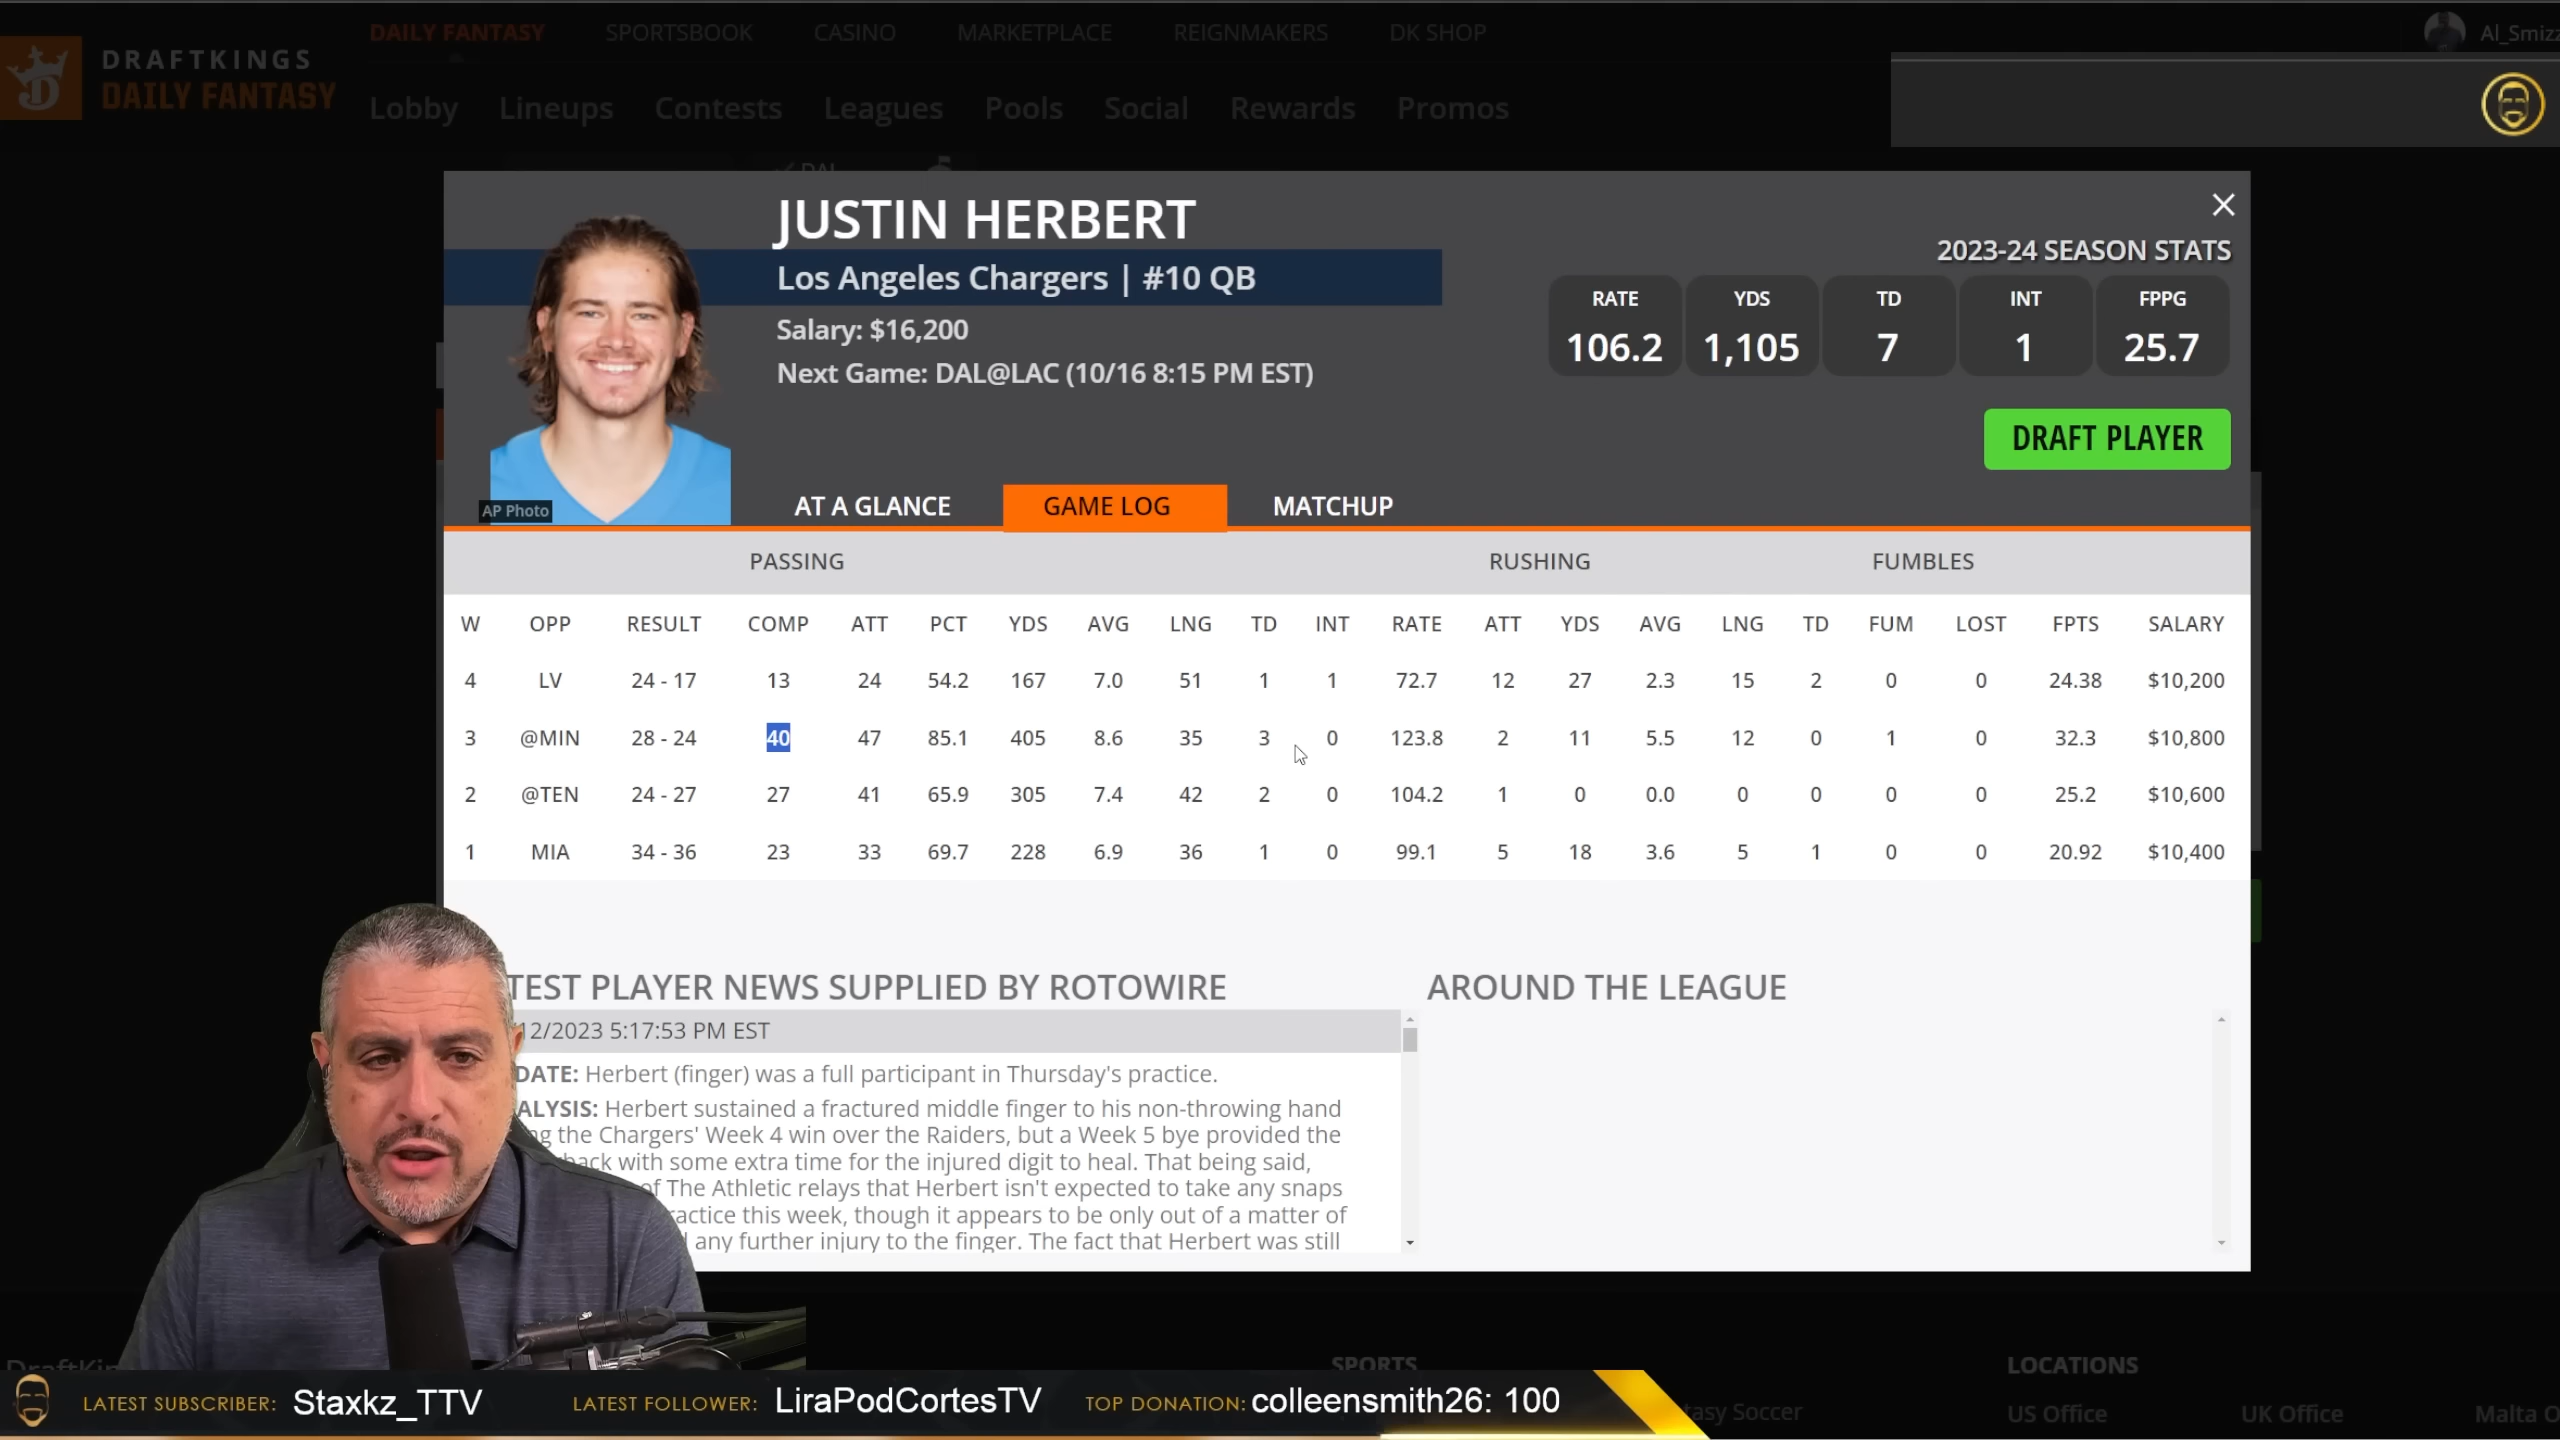 DAILY FANTASY SPORTSBOOK CASINO MARKETPLACE REIGNMAKERS DK SHOP
DRAFTKINGS
DAILY FANTASY
Lobby Lineups Contests Leagues Pools Social Rewards Promos
DAL
JUSTIN HERBERT
Los Angeles Chargers | #10 QB
Salary: $16,200
Next Game: DAL@LAC (10/16 8:15 PM EST)
2023-24 SEASON STATS
RATE YDS TD INT FPPG
106.2 1,105 7 1 25.7
DRAFT PLAYER
AP Photo
AT A GLANCE GAME LOG MATCHUP
PASSING RUSHING FUMBLES
W OPP RESULT COMP ATT PCT YDS AVG LNG TD INT RATE ATT YDS AVG LNG TD FUM LOST FPTS SALARY
4 LV 24 - 17 13 24 54.2 167 7.0 51 1 1 72.7 12 27 2.3 15 2 0 0 24.38 $10,200
3 @MIN 28 - 24 40 47 85.1 405 8.6 35 3 0 123.8 2 11 5.5 12 0 1 0 32.3 $10,800
2 @TEN 24 - 27 27 41 65.9 305 7.4 42 2 0 104.2 1 0 0.0 0 0 0 0 25.2 $10,600
1 MIA 34 - 36 23 33 69.7 228 6.9 36 1 0 99.1 5 18 3.6 5 1 0 0 20.92 $10,400
TEST PLAYER NEWS SUPPLIED BY ROTOWIRE
12/2023 5:17:53 PM EST
DATE: Herbert (finger) was a full participant in Thursday's practice.
ALYSIS: Herbert sustained a fractured middle finger to his non-throwing hand
ng the Chargers' Week 4 win over the Raiders, but a Week 5 bye provided the
back with some extra time for the injured digit to heal. That being said,
of The Athletic relays that Herbert isn't expected to take any snaps
ractice this week, though it appears to be only out of a matter of
any further injury to the finger. The fact that Herbert was still
AROUND THE LEAGUE
SPORTS LOCATIONS
tasy Soccer US Office UK Office Malta O
LATEST SUBSCRIBER: Staxkz_TTV LATEST FOLLOWER: LiraPodCortesTV TOP DONATION: colleensmith26: 100